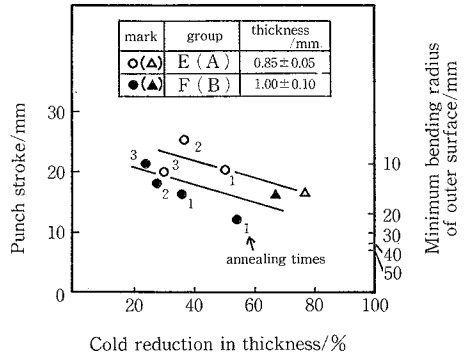 mark group thickness /mm.
○(△) E(A) 0.85±0.05
●(▲) F(B) 1.00±0.10
Punch stroke/mm
30
20
10
0
3
2
3
2
1
1
1
annealing times
10
20
30
40
50
Minimum bending radius
of outer surface/mm
20 40 60 80 100
Cold reduction in thickness/%